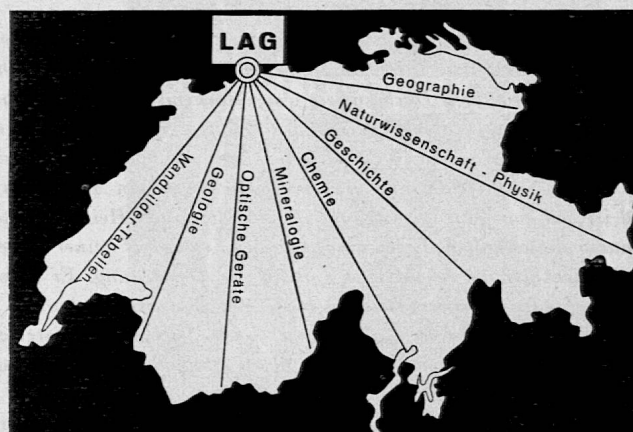 LAG
Geographie
Naturwissenschaft - Physik
Geschichte
Chemie
Mineralogie
Optische Geräte
Geologie
Wandbilder-Tabellen